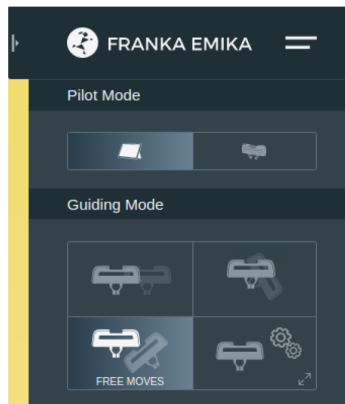 FRANKA EMIKA
Pilot Mode
Guiding Mode
FREE MOVES